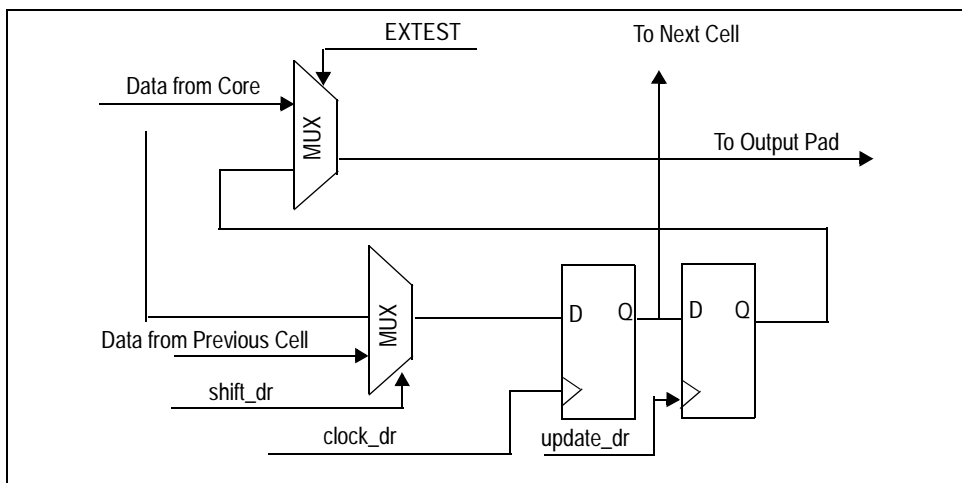 EXTEST
To Next Cell
Data from Core
MUX
To Output Pad
MUX
D Q
D Q
Data from Previous Cell
shift_dr
clock_dr
update_dr